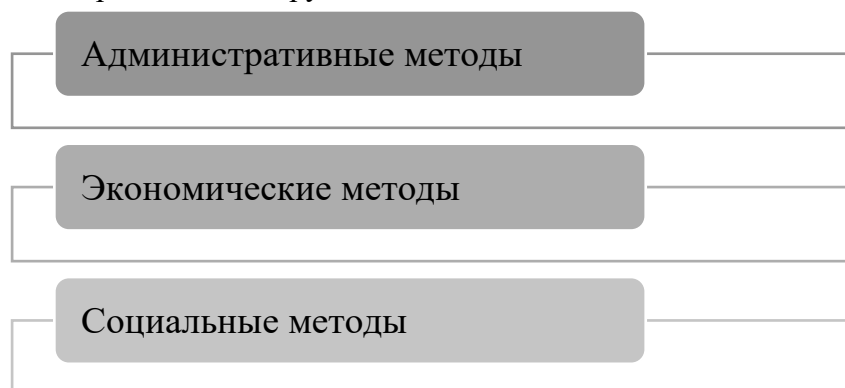 Административные методы
Экономические методы
Социальные методы